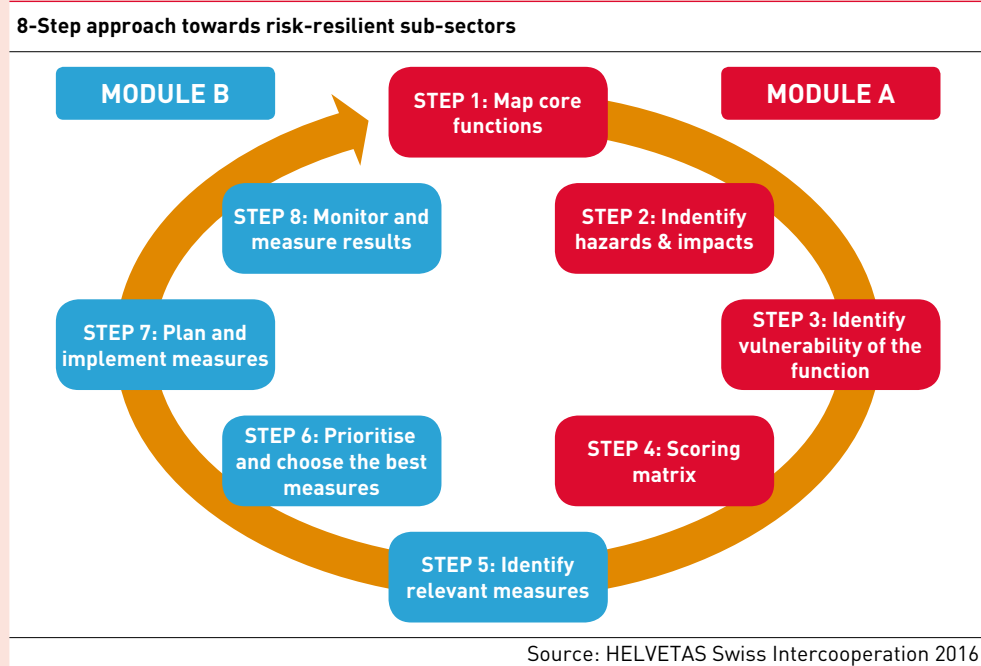 8-Step approach towards risk-resilient sub-sectors
MODULE B
MODULE A
STEP 1: Map core
functions
STEP 2: Indentify
hazards & impacts
STEP 3: Identify
vulnerability of the
function
STEP 4: Scoring
matrix
STEP 5: Identify
relevant measures
STEP 6: Prioritise
and choose the best
measures
STEP 7: Plan and
implement measures
STEP 8: Monitor and
measure results
Source: HELVETAS Swiss Intercooperation 2016